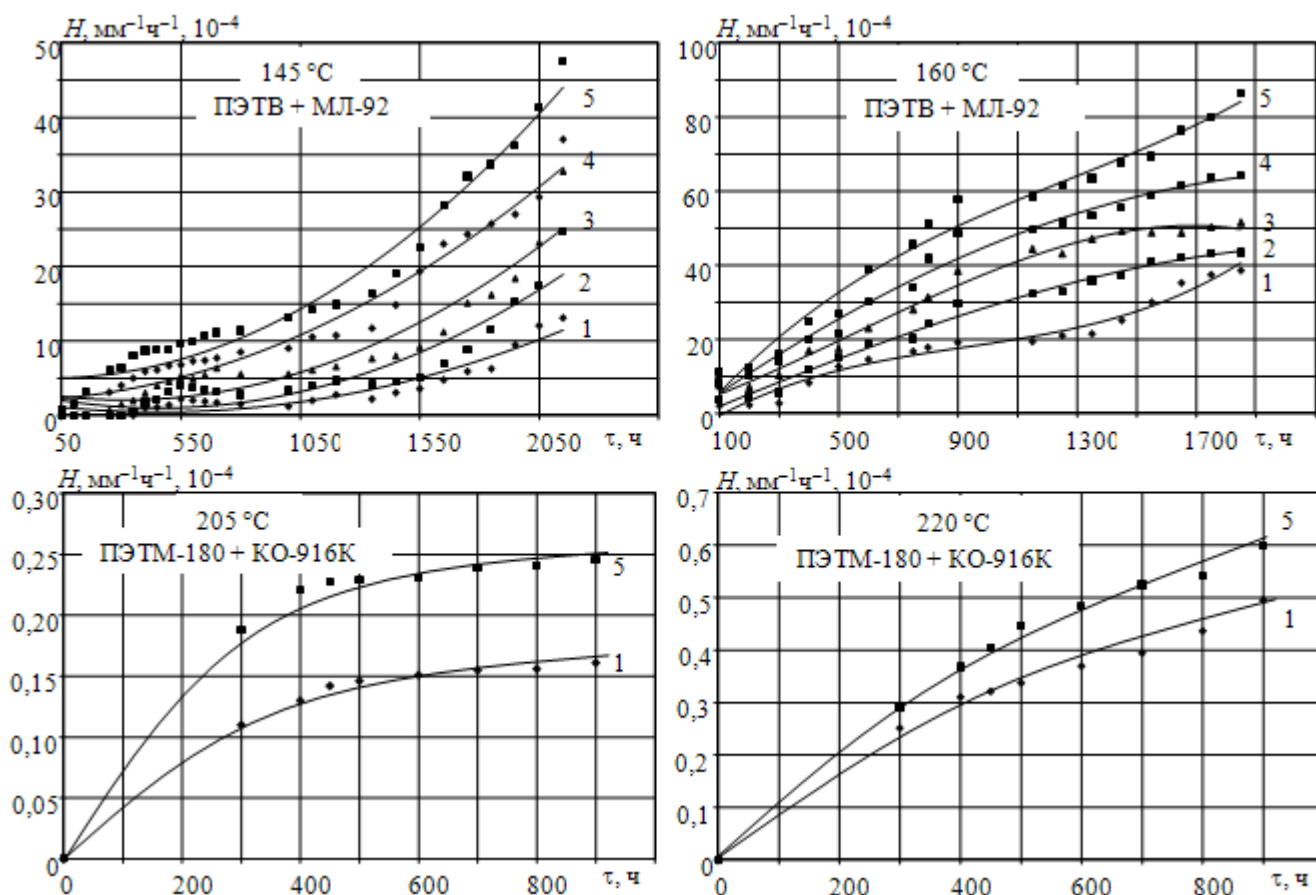 H, мм⁻¹ч⁻¹, 10⁻⁴
50
40
30
20
10
0
145 °C
ПЭТВ + МЛ-92
5
4
3
2
1
50 550 1050 1550 2050 τ, ч
H, мм⁻¹ч⁻¹, 10⁻⁴
100
80
60
40
20
0
160 °C
ПЭТВ + МЛ-92
5
4
3
2
1
100 500 900 1300 1700 τ, ч
H, мм⁻¹ч⁻¹, 10⁻⁴
0,30
0,25
0,20
0,15
0,10
0,05
0
205 °C
ПЭТМ-180 + КО-916К
5
1
0 200 400 600 800 τ, ч
H, мм⁻¹ч⁻¹, 10⁻⁴
0,7
0,6
0,5
0,4
0,3
0,2
0,1
0
220 °C
ПЭТМ-180 + КО-916К
5
1
0 200 400 600 800 τ, ч